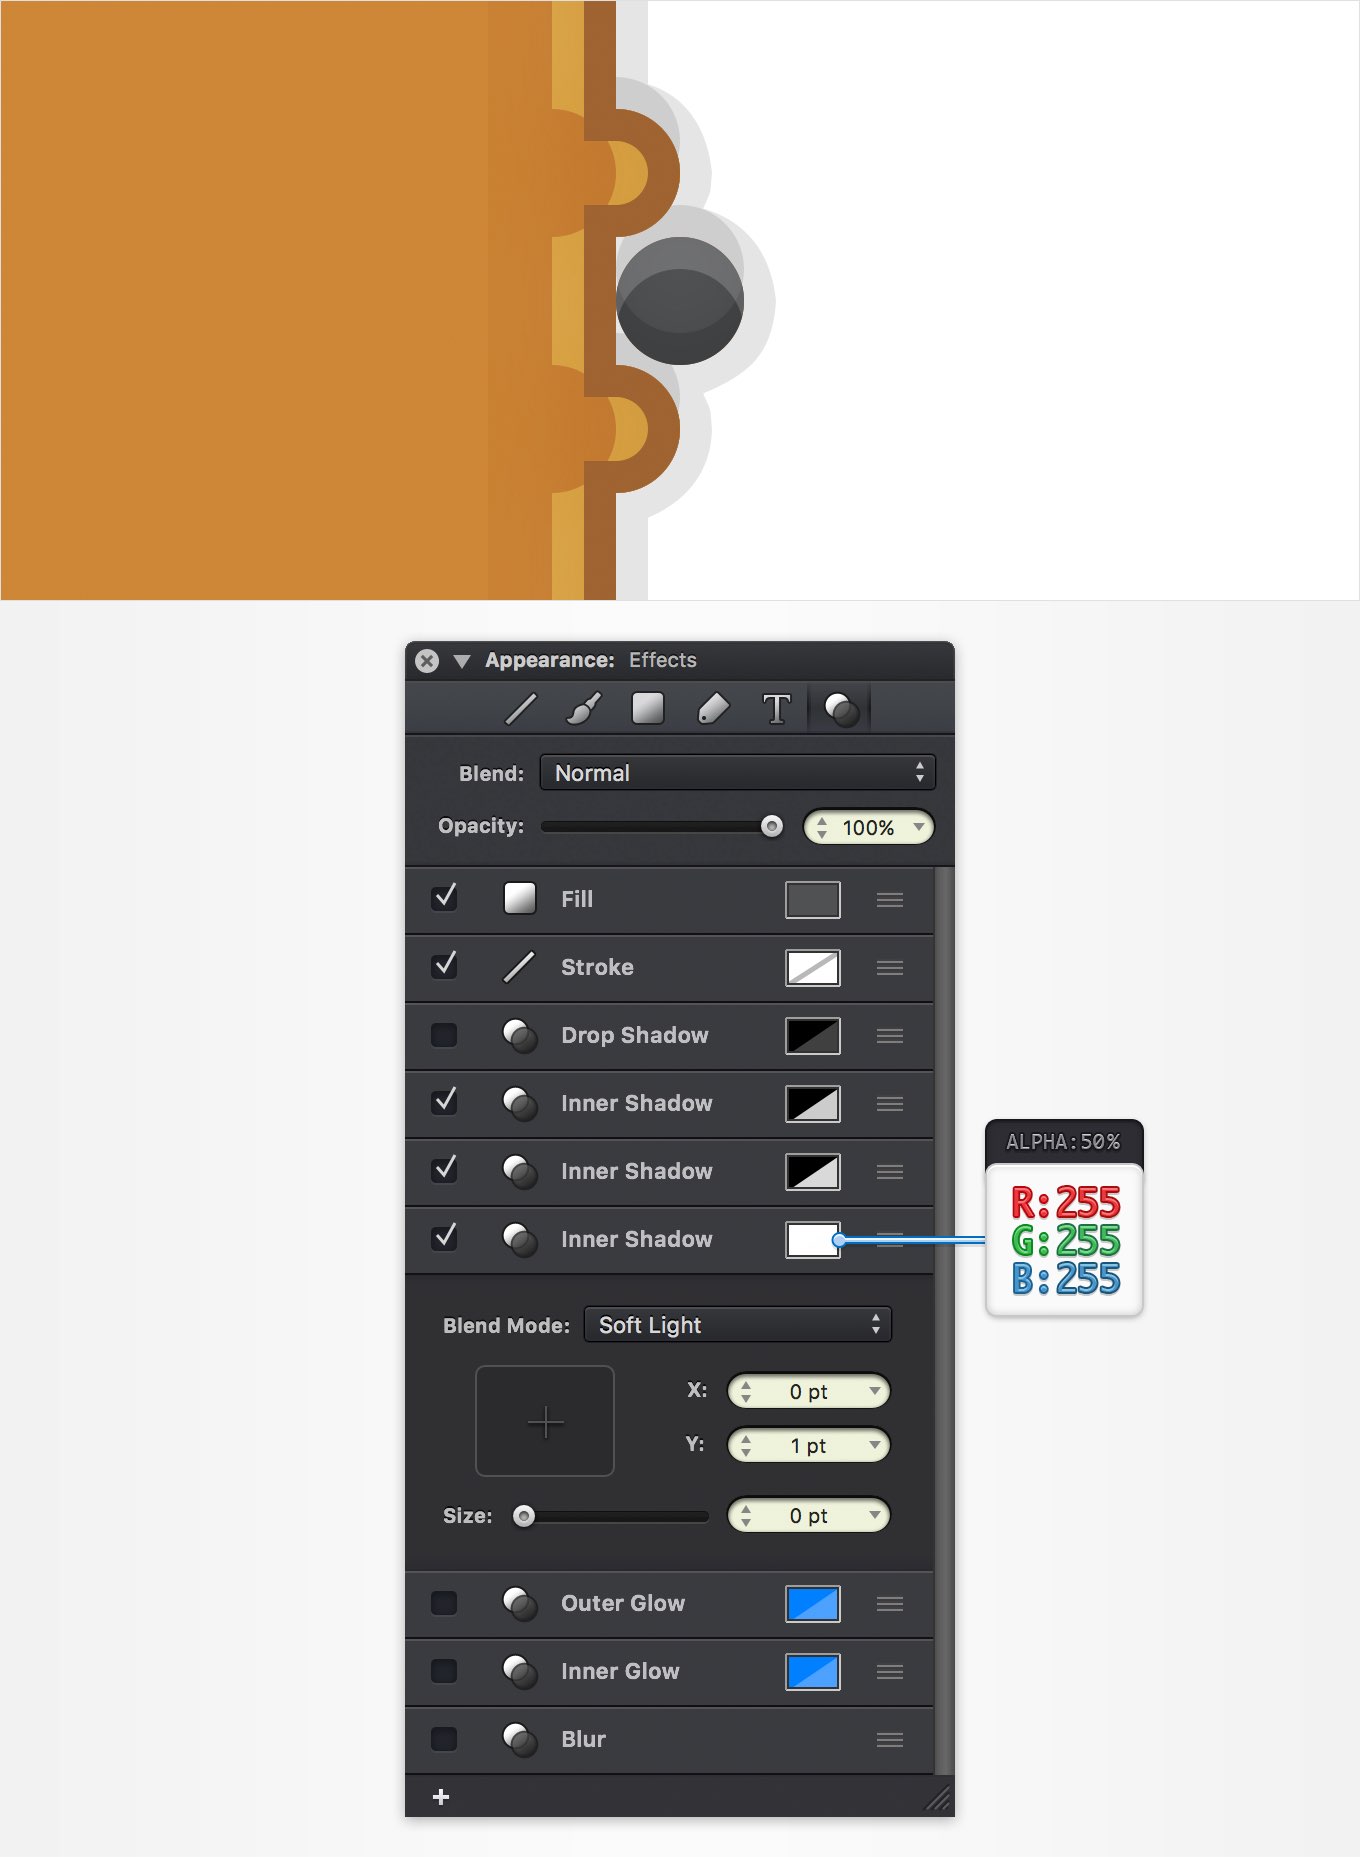 Appearance: Effects
T
Blend: Normal
Opacity: 100%
Fill
Stroke
Drop Shadow
Inner Shadow
Inner Shadow
Inner Shadow
ALPHA:50%
R:255
G:255
B:255
Blend Mode: Soft Light
X: 0 pt
Y: 1 pt
Size: 0 pt
Outer Glow
Inner Glow
Blur